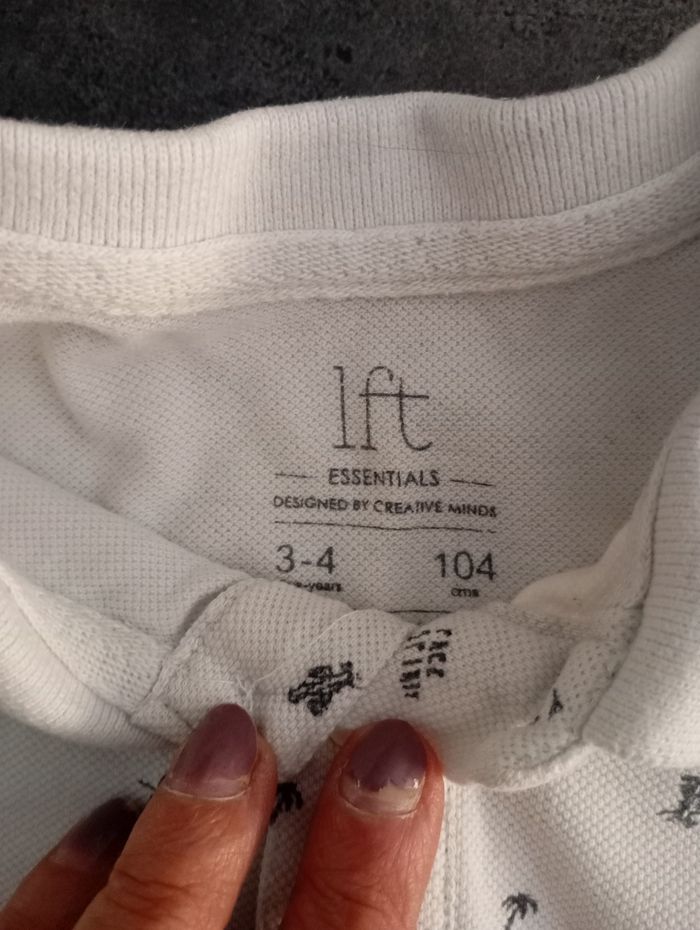 lft
ESSENTIALS
DESIGNED BY CREATIVE MINDS
3-4 104
cms